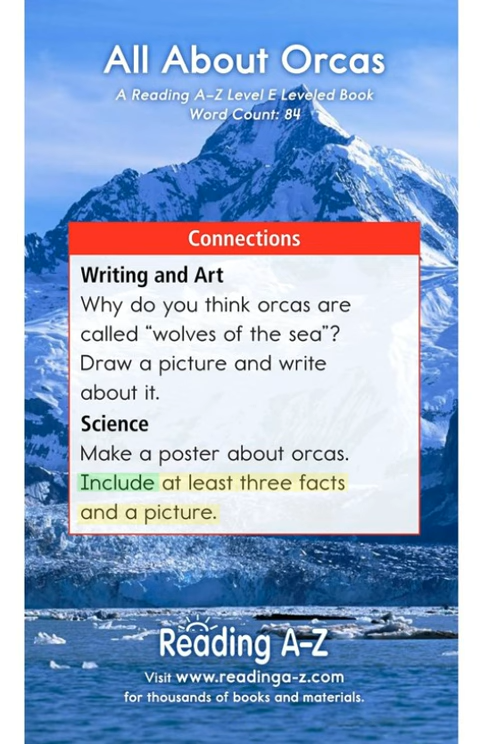 All About Orcas
A Reading A–Z Level E Leveled Book
Word Count: 84
Connections
Writing and Art
Why do you think orcas are
called “wolves of the sea”?
Draw a picture and write
about it.
Science
Make a poster about orcas.
Include at least three facts
and a picture.
Reading A–Z
Visit www.readinga-z.com
for thousands of books and materials.